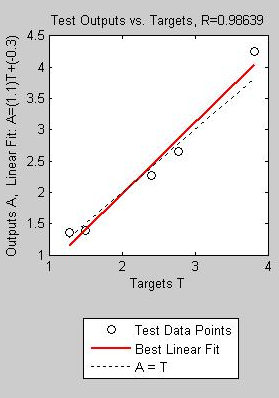 Test Outputs vs. Targets, R=0.98639
Outputs A,  Linear Fit: A=(1.1)T+(-0.3)
4.5
4
3.5
3
2.5
2
1.5
1
1 2 3 4
Targets T
Test Data Points
Best Linear Fit
A = T